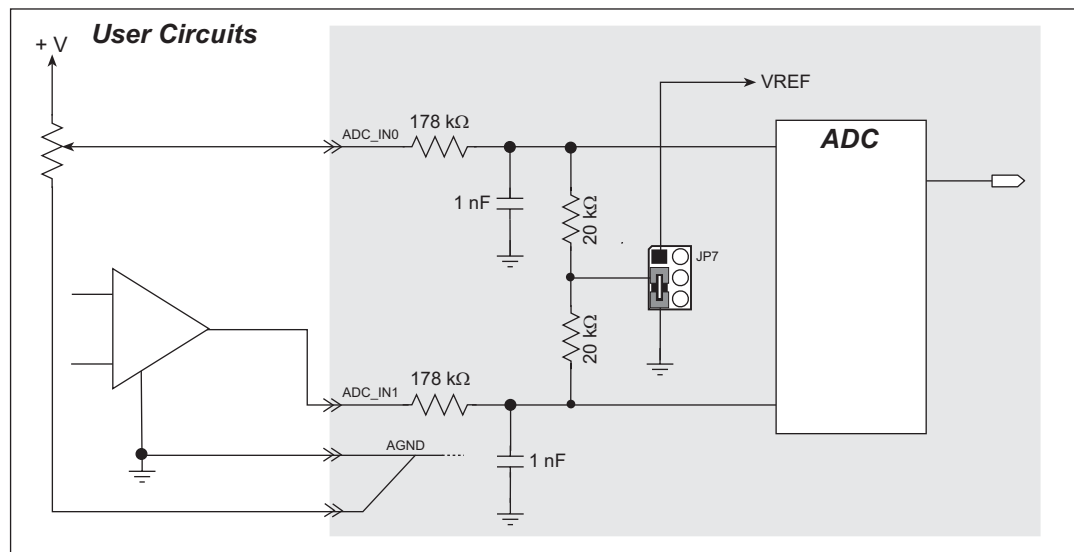 User Circuits
+ V
VREF
ADC_IN0
178 kΩ
ADC
1 nF
20 kΩ
JP7
20 kΩ
178 kΩ
ADC_IN1
AGND
1 nF